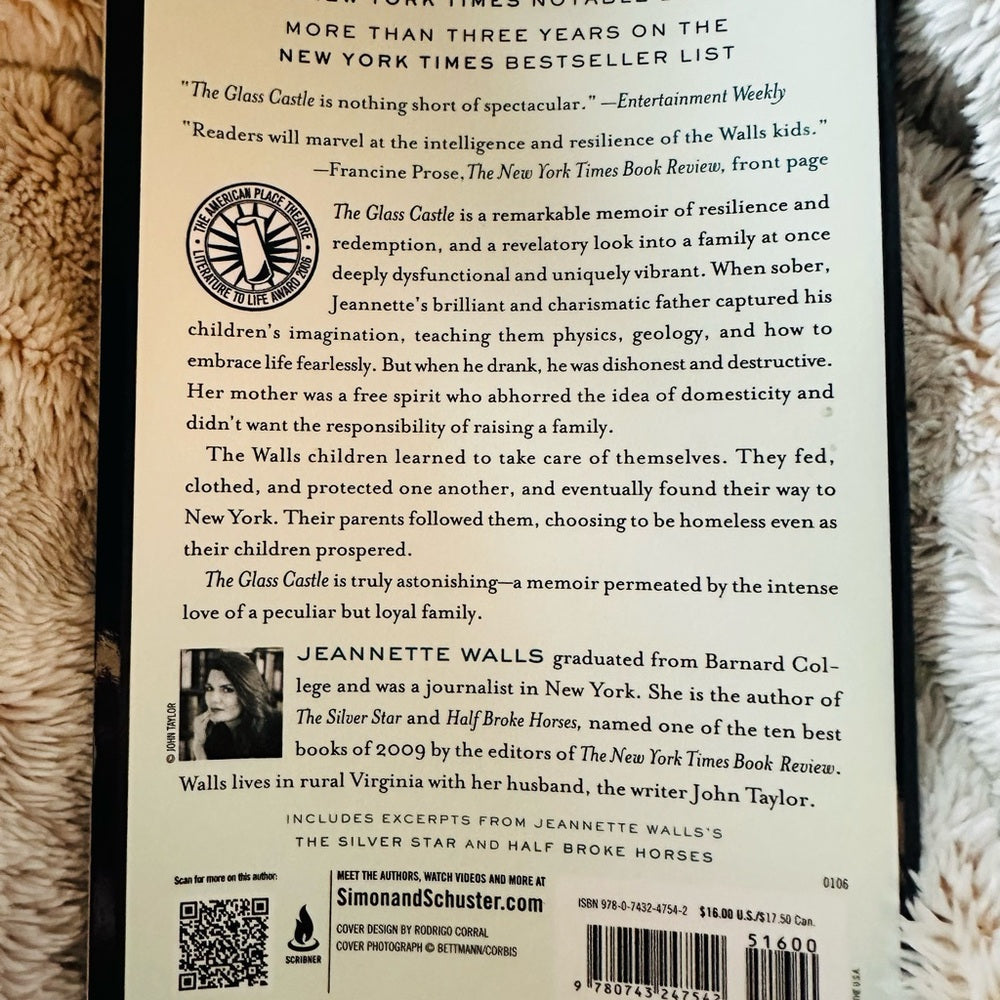 NEW YORK TIMES NOTABLE
MORE THAN THREE YEARS ON THE
NEW YORK TIMES BESTSELLER LIST
"The Glass Castle is nothing short of spectacular." —Entertainment Weekly
"Readers will marvel at the intelligence and resilience of the Walls kids."
—Francine Prose, The New York Times Book Review, front page
THE AMERICAN PLACE THEATRE
LITERATURE TO LIFE AWARD 2006
The Glass Castle is a remarkable memoir of resilience and
redemption, and a revelatory look into a family at once
deeply dysfunctional and uniquely vibrant. When sober,
Jeannette's brilliant and charismatic father captured his
children's imagination, teaching them physics, geology, and how to
embrace life fearlessly. But when he drank, he was dishonest and destructive.
Her mother was a free spirit who abhorred the idea of domesticity and
didn't want the responsibility of raising a family.
The Walls children learned to take care of themselves. They fed,
clothed, and protected one another, and eventually found their way to
New York. Their parents followed them, choosing to be homeless even as
their children prospered.
The Glass Castle is truly astonishing—a memoir permeated by the intense
love of a peculiar but loyal family.
JEANNETTE WALLS graduated from Barnard Col-
lege and was a journalist in New York. She is the author of
The Silver Star and Half Broke Horses, named one of the ten best
books of 2009 by the editors of The New York Times Book Review.
Walls lives in rural Virginia with her husband, the writer John Taylor.
© JOHN TAYLOR
INCLUDES EXCERPTS FROM JEANNETTE WALLS'S
THE SILVER STAR AND HALF BROKE HORSES
Scan for more on this author:
SCRIBNER
MEET THE AUTHORS, WATCH VIDEOS AND MORE AT
SimonandSchuster.com
COVER DESIGN BY RODRIGO CORRAL
COVER PHOTOGRAPH © BETTMANN/CORBIS
0106
ISBN 978-0-7432-4754-2 $16.00 U.S./$17.50 Can.
51600
9 780743 247542